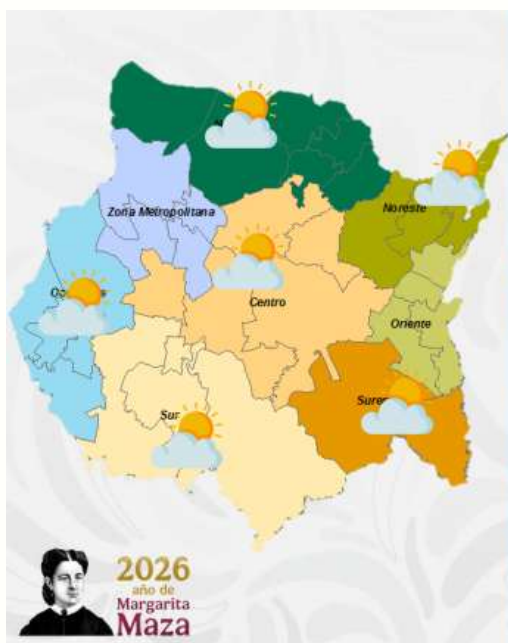 Zona Metropolitana
Noreste
Centro
Oriente
Sur
2026
año de
Margarita
Maza